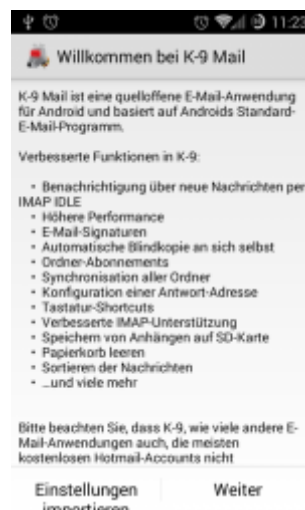 11:23
Willkommen bei K-9 Mail
K-9 Mail ist eine quelloffene E-Mail-Anwendung
für Android und basiert auf Androids Standard-
E-Mail-Programm.
Verbesserte Funktionen in K-9:
• Benachrichtigung über neue Nachrichten per
IMAP IDLE
• Höhere Performance
• E-Mail-Signaturen
• Automatische Blindkopie an sich selbst
• Ordner-Abonnements
• Synchronisation aller Ordner
• Konfiguration einer Antwort-Adresse
• Tastatur-Shortcuts
• Verbesserte IMAP-Unterstützung
• Speichern von Anhängen auf SD-Karte
• Papierkorb leeren
• Sortieren der Nachrichten
• …und viele mehr
Bitte beachten Sie, dass K-9, wie viele andere E-
Mail-Anwendungen auch, die meisten
kostenlosen Hotmail-Accounts nicht
Einstellungen
importieren
Weiter